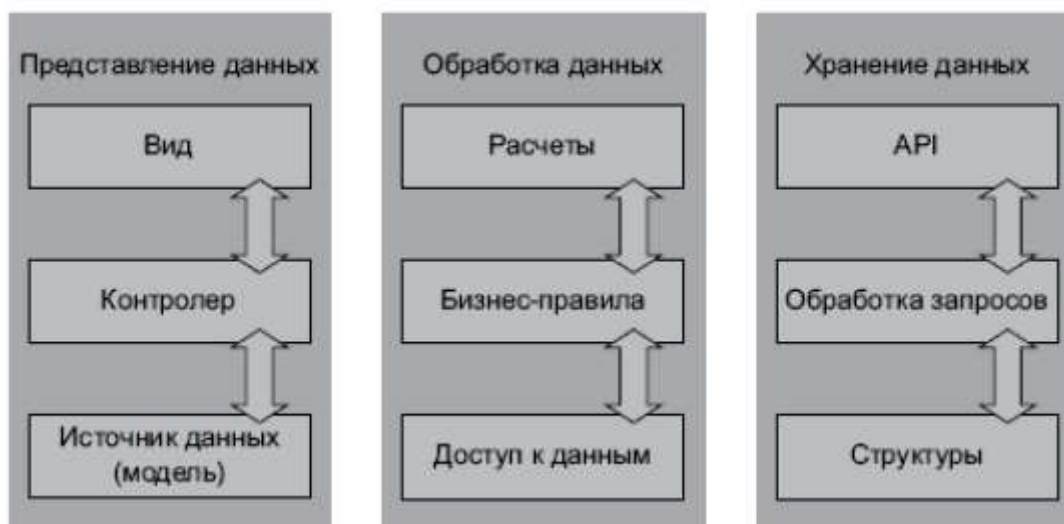 Представление данных
Вид
Контролер
Источник данных
(модель)
Обработка данных
Расчеты
Бизнес-правила
Доступ к данным
Хранение данных
API
Обработка запросов
Структуры